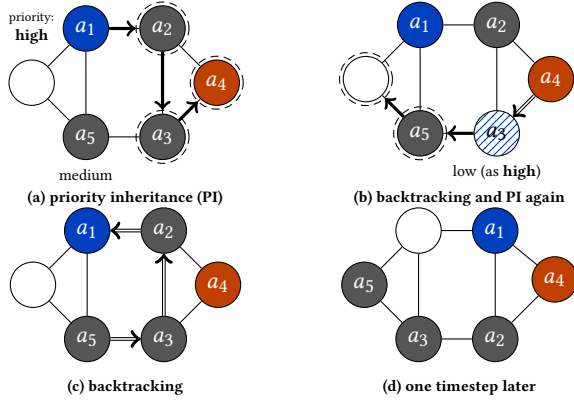 priority:
high
a1
a2
a4
a5
a3
medium
(a) priority inheritance (PI)
a1
a2
a4
a5
a3
low (as high)
(b) backtracking and PI again
a1
a2
a4
a5
a3
(c) backtracking
a1
a5
a4
a2
(d) one timestep later